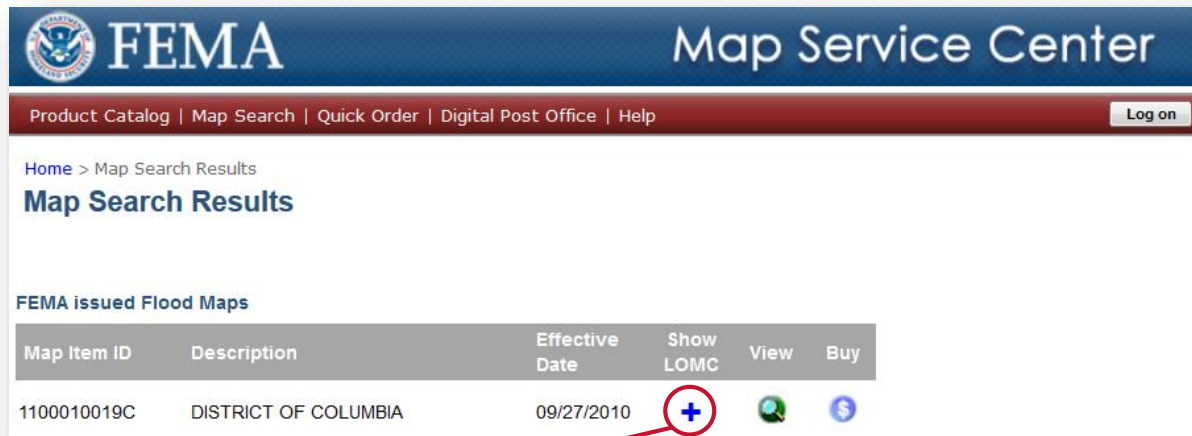 FEMA
Map Service Center
Product Catalog | Map Search | Quick Order | Digital Post Office | Help
Log on
Home > Map Search Results
Map Search Results
FEMA issued Flood Maps
Map Item ID Description Effective Date Show LOMC View Buy
1100010019C DISTRICT OF COLUMBIA 09/27/2010 + $